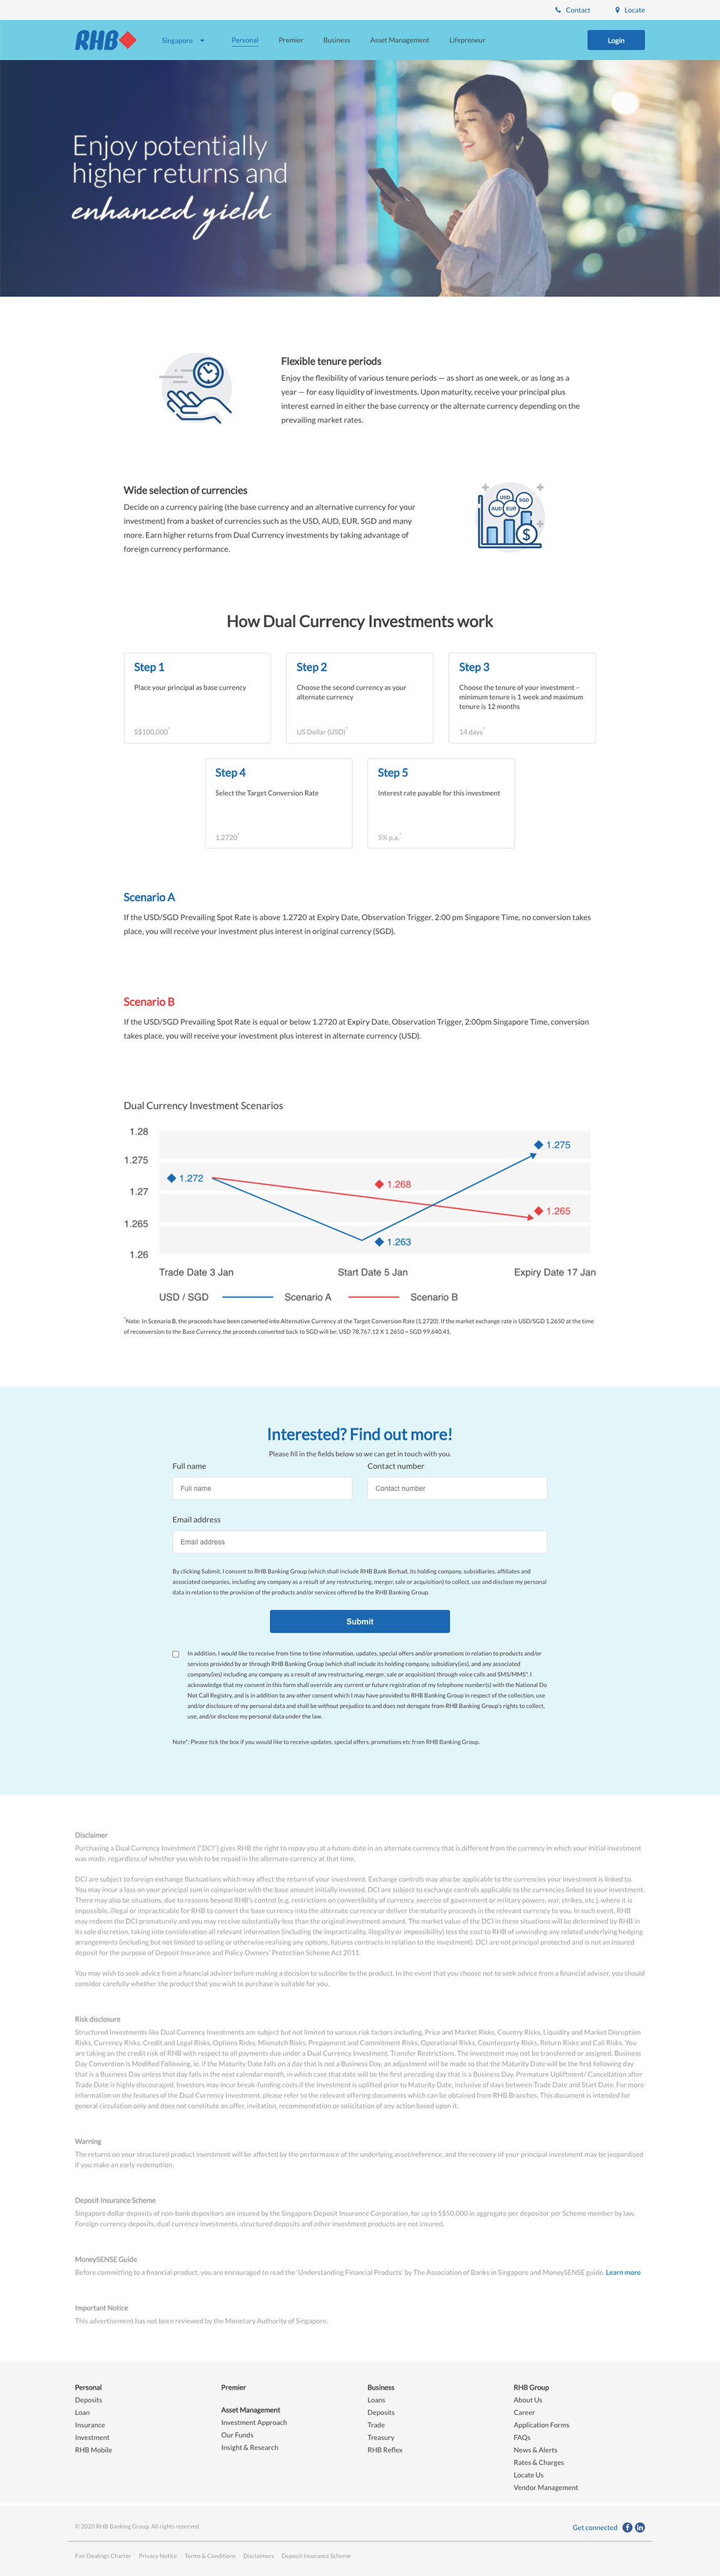 Contact Locate
RHB Singapore Personal Premier Business Asset Management Lifepreneur Login
Enjoy potentially
higher returns and
enhanced yield
Flexible tenure periods
Enjoy the flexibility of various tenure periods — as short as one week, or as long as a
year — for easy liquidity of investments. Upon maturity, receive your principal plus
interest earned in either the base currency or the alternate currency depending on the
prevailing market rates.
Wide selection of currencies
Decide on a currency pairing (the base currency and an alternative currency for your
investment) from a basket of currencies such as the USD, AUD, EUR, SGD and many
more. Earn higher returns from Dual Currency investments by taking advantage of
foreign currency performance.
USD SGD
AUD EUR
$
How Dual Currency Investments work
Step 1
Place your principal as base currency
S$100,000*
Step 2
Choose the second currency as your
alternate currency
US Dollar (USD)*
Step 3
Choose the tenure of your investment –
minimum tenure is 1 week and maximum
tenure is 12 months
14 days*
Step 4
Select the Target Conversion Rate
1.2720*
Step 5
Interest rate payable for this investment
5% p.a.*
Scenario A
If the USD/SGD Prevailing Spot Rate is above 1.2720 at Expiry Date, Observation Trigger, 2:00 pm Singapore Time, no conversion takes
place, you will receive your investment plus interest in original currency (SGD).
Scenario B
If the USD/SGD Prevailing Spot Rate is equal or below 1.2720 at Expiry Date, Observation Trigger, 2:00pm Singapore Time, conversion
takes place, you will receive your investment plus interest in alternate currency (USD).
Dual Currency Investment Scenarios
1.28
1.275
1.275
1.272
1.268
1.27
1.265
1.265
1.263
1.26
Trade Date 3 Jan Start Date 5 Jan Expiry Date 17 Jan
USD / SGD Scenario A Scenario B
*Note: In Scenario B, the proceeds have been converted into Alternative Currency at the Target Conversion Rate (1.2720). If the market exchange rate is USD/SGD 1.2650 at the time
of reconversion to the Base Currency, the proceeds converted back to SGD will be: USD 78,767.12 X 1.2650 = SGD 99,640.41.
Interested? Find out more!
Please fill in the fields below so we can get in touch with you.
Full name Contact number
Full name Contact number
Email address
Email address
By clicking Submit, I consent to RHB Banking Group (which shall include RHB Bank Berhad, its holding company, subsidiaries, affiliates and
associated companies, including any company as a result of any restructuring, merger, sale or acquisition) to collect, use and disclose my personal
data in relation to the provision of the products and/or services offered by the RHB Banking Group.
Submit
In addition, I would like to receive from time to time information, updates, special offers and/or promotions in relation to products and/or
services provided by or through RHB Banking Group (which shall include its holding company, subsidiary(ies), and any associated
company(ies) including any company as a result of any restructuring, merger, sale or acquisition) through voice calls and SMS/MMS*. I
acknowledge that my consent in this form shall override any current or future registration of my telephone number(s) with the National Do
Not Call Registry, and is in addition to any other consent which I may have provided to RHB Banking Group in respect of the collection, use
and/or disclosure of my personal data and shall be without prejudice to and does not derogate from RHB Banking Group's rights to collect,
use, and/or disclose my personal data under the law.
Note*: Please tick the box if you would like to receive updates, special offers, promotions etc from RHB Banking Group.
Disclaimer
Purchasing a Dual Currency Investment ("DCI") gives RHB the right to repay you at a future date in an alternate currency that is different from the currency in which your initial investment
was made, regardless of whether you wish to be repaid in the alternate currency at that time.
DCI are subject to foreign exchange fluctuations which may affect the return of your investment. Exchange controls may also be applicable to the currencies your investment is linked to.
You may incur a loss on your principal sum in comparison with the base amount initially invested. DCI are subject to exchange controls applicable to the currencies linked to your investment.
There may also be situations, due to reasons beyond RHB's control (e.g. restrictions on convertibility of currency, exercise of government or military powers, war, strikes, etc.), where it is
impossible, illegal or impracticable for RHB to convert the base currency into the alternate currency or deliver the maturity proceeds in the relevant currency to you. In such event, RHB
may redeem the DCI prematurely and you may receive substantially less than the original investment amount. The market value of the DCI in these situations will be determined by RHB in
its sole discretion, taking into consideration all relevant information (including the impracticality, illegality or impossibility) less the cost to RHB of unwinding any related underlying hedging
arrangements (including but not limited to selling or otherwise realising any options, futures contracts in relation to the investment). DCI are not principal protected and is not an insured
deposit for the purpose of Deposit Insurance and Policy Owners' Protection Scheme Act 2011.
You may wish to seek advice from a financial adviser before making a decision to subscribe to the product. In the event that you choose not to seek advice from a financial adviser, you should
consider carefully whether the product that you wish to purchase is suitable for you.
Risk disclosure
Structured Investments like Dual Currency Investments are subject but not limited to various risk factors including, Price and Market Risks, Country Risks, Liquidity and Market Disruption
Risks, Currency Risks, Credit and Legal Risks, Options Risks, Mismatch Risks, Prepayment and Commitment Risks, Operational Risks, Counterparty Risks, Return Risks and Call Risks. You
are taking on the credit risk of RHB with respect to all payments due under a Dual Currency Investment. Transfer Restrictions. The investment may not be transferred or assigned. Business
Day Convention is Modified Following, ie. if the Maturity Date falls on a day that is not a Business Day, an adjustment will be made so that the Maturity Date will be the first following day
that is a Business Day unless that day falls in the next calendar month, in which case that date will be the first preceding day that is a Business Day. Premature Upliftment/ Cancellation after
Trade Date is highly discouraged. Investors may incur break-funding costs if the Investment is uplifted prior to Maturity Date, inclusive of days between Trade Date and Start Date. For more
information on the features of the Dual Currency Investment, please refer to the relevant offering documents which can be obtained from RHB Branches. This document is intended for
general circulation only and does not constitute an offer, invitation, recommendation or solicitation of any action based upon it.
Warning
The returns on your structured product investment will be affected by the performance of the underlying asset/reference, and the recovery of your principal investment may be jeopardised
if you make an early redemption.
Deposit Insurance Scheme
Singapore dollar deposits of non-bank depositors are insured by the Singapore Deposit Insurance Corporation, for up to S$50,000 in aggregate per depositor per Scheme member by law.
Foreign currency deposits, dual currency investments, structured deposits and other investment products are not insured.
MoneySENSE Guide
Before committing to a financial product, you are encouraged to read the 'Understanding Financial Products' by The Association of Banks in Singapore and MoneySENSE guide. Learn more
Important Notice
This advertisement has not been reviewed by the Monetary Authority of Singapore.
Personal
Deposits
Loan
Insurance
Investment
RHB Mobile
Premier
Asset Management
Investment Approach
Our Funds
Insight & Research
Business
Loans
Deposits
Trade
Treasury
RHB Reflex
RHB Group
About Us
Career
Application Forms
FAQs
News & Alerts
Rates & Charges
Locate Us
Vendor Management
© 2020 RHB Banking Group. All rights reserved. Get connected
Fair Dealings Charter Privacy Notice Terms & Conditions Disclaimers Deposit Insurance Scheme